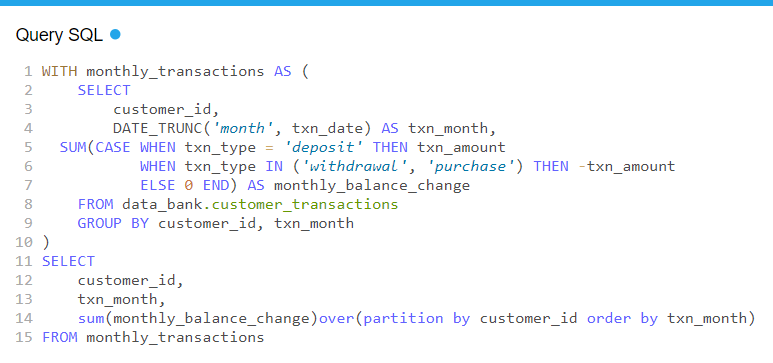 Query SQL
1 WITH monthly_transactions AS (
2     SELECT
3         customer_id,
4         DATE_TRUNC('month', txn_date) AS txn_month,
5   SUM(CASE WHEN txn_type = 'deposit' THEN txn_amount
6            WHEN txn_type IN ('withdrawal', 'purchase') THEN -txn_amount
7            ELSE 0 END) AS monthly_balance_change
8     FROM data_bank.customer_transactions
9     GROUP BY customer_id, txn_month
10 )
11 SELECT
12     customer_id,
13     txn_month,
14     sum(monthly_balance_change)over(partition by customer_id order by txn_month)
15 FROM monthly_transactions